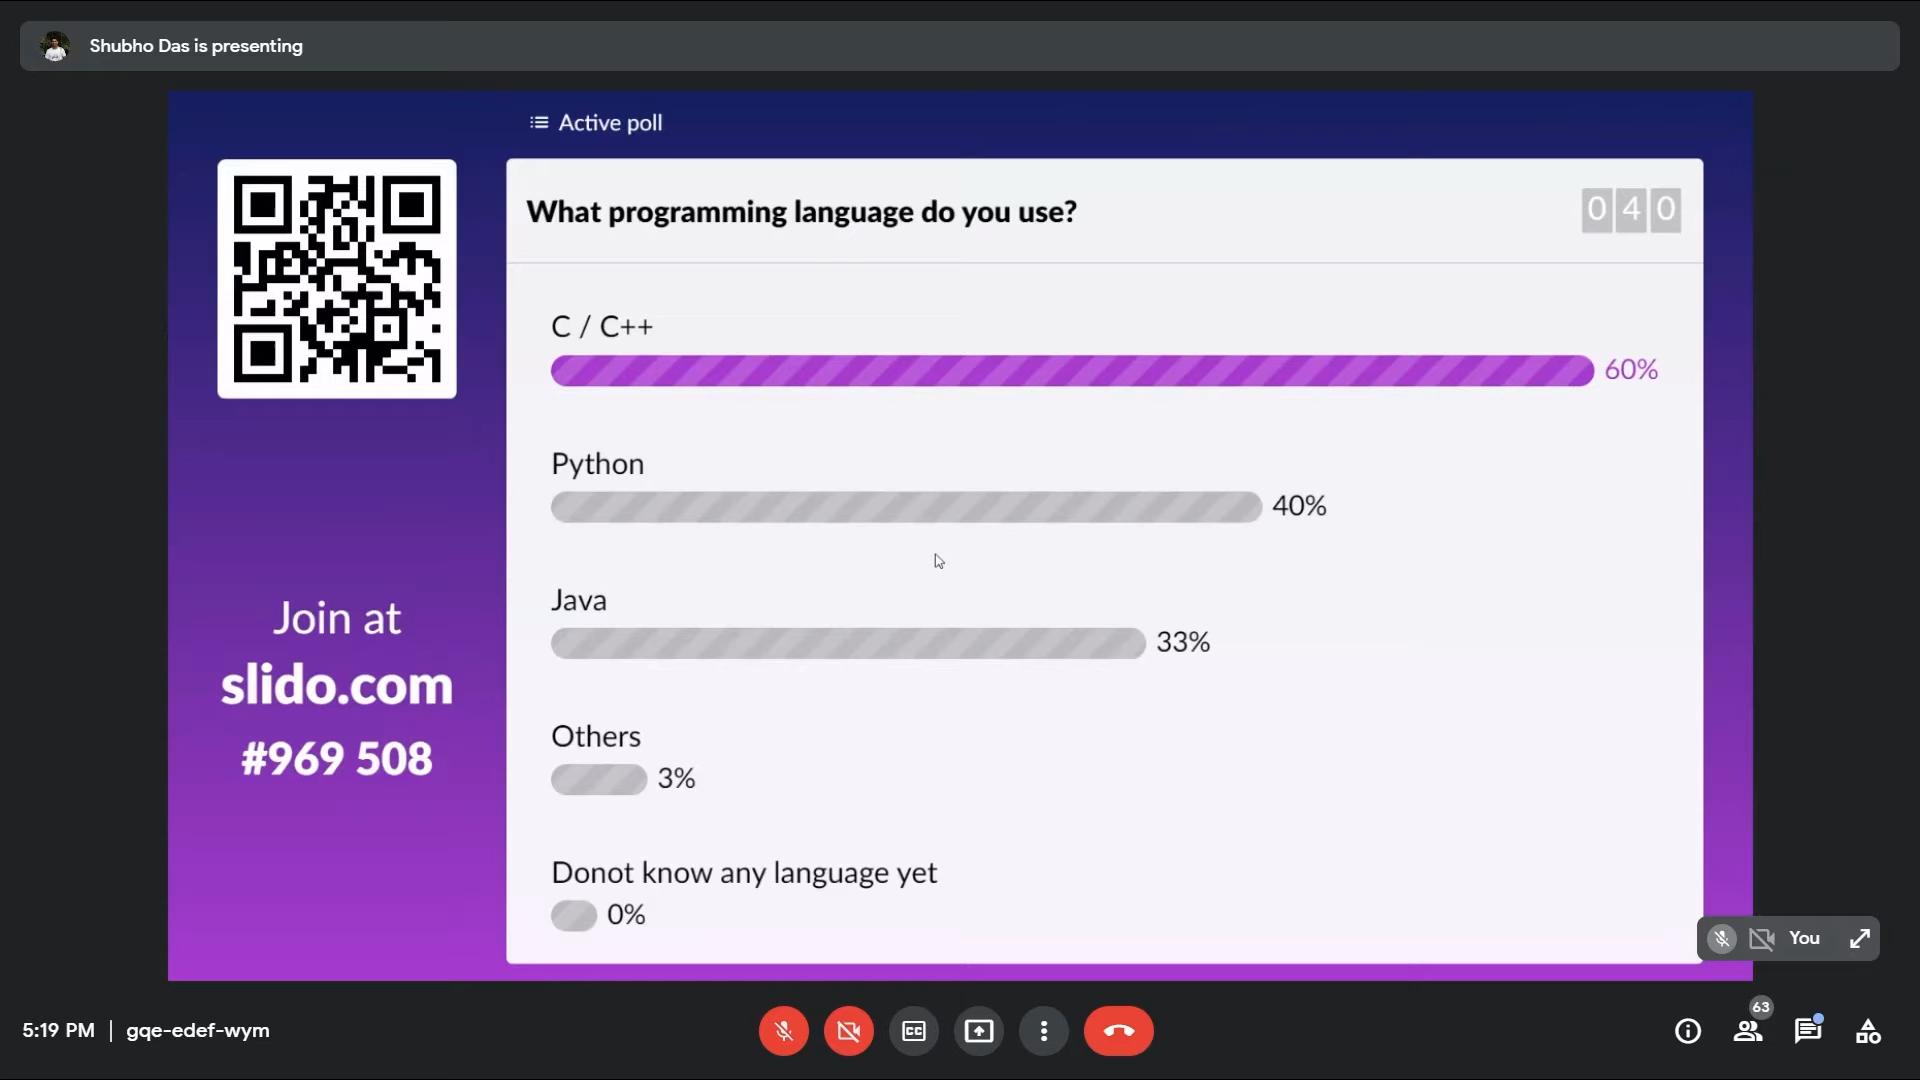 Shubho Das is presenting
Active poll
What programming language do you use?
040
C / C++
60%
Python
40%
Java
33%
Others
3%
Donot know any language yet
0%
Join at
slido.com
#969 508
You
63
5:19 PM | gqe-edef-wym
CC